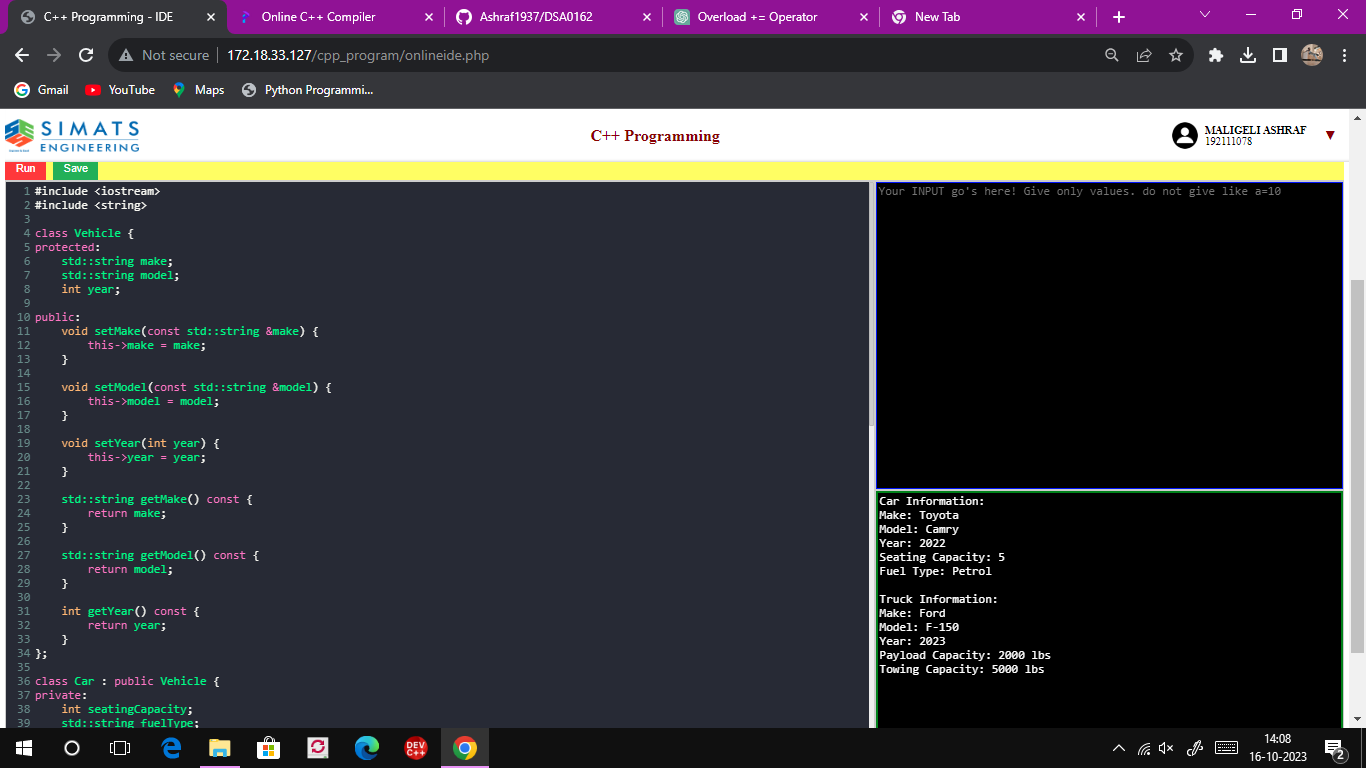 C++ Programming - IDE
Online C++ Compiler
Ashraf1937/DSA0162
Overload += Operator
New Tab
Not secure 172.18.33.127/cpp_program/onlineide.php
Gmail YouTube Maps Python Programmi...
SIMATS
ENGINEERING
C++ Programming
MALIGELI ASHRAF
192111078
Run Save
1 #include <iostream>
2 #include <string>
3
4 class Vehicle {
5 protected:
6     std::string make;
7     std::string model;
8     int year;
9
10 public:
11     void setMake(const std::string &make) {
12         this->make = make;
13     }
14
15     void setModel(const std::string &model) {
16         this->model = model;
17     }
18
19     void setYear(int year) {
20         this->year = year;
21     }
22
23     std::string getMake() const {
24         return make;
25     }
26
27     std::string getModel() const {
28         return model;
29     }
30
31     int getYear() const {
32         return year;
33     }
34 };
35
36 class Car : public Vehicle {
37 private:
38     int seatingCapacity;
39     std::string fuelType;
Your INPUT go's here! Give only values. do not give like a=10
Car Information:
Make: Toyota
Model: Camry
Year: 2022
Seating Capacity: 5
Fuel Type: Petrol
Truck Information:
Make: Ford
Model: F-150
Year: 2023
Payload Capacity: 2000 lbs
Towing Capacity: 5000 lbs
DEV
C++
14:08
16-10-2023
2